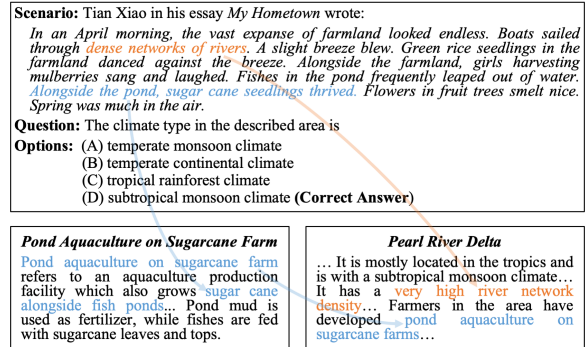 Scenario: Tian Xiao in his essay My Hometown wrote:
In an April morning, the vast expanse of farmland looked endless. Boats sailed
through dense networks of rivers. A slight breeze blew. Green rice seedlings in the
farmland danced against the breeze. Alongside the farmland, girls harvesting
mulberries sang and laughed. Fishes in the pond frequently leaped out of water.
Alongside the pond, sugar cane seedlings thrived. Flowers in fruit trees smelt nice.
Spring was much in the air.
Question: The climate type in the described area is
Options: (A) temperate monsoon climate
(B) temperate continental climate
(C) tropical rainforest climate
(D) subtropical monsoon climate (Correct Answer)
Pond Aquaculture on Sugarcane Farm
Pond aquaculture on sugarcane farm
refers to an aquaculture production
facility which also grows sugar cane
alongside fish ponds... Pond mud is
used as fertilizer, while fishes are fed
with sugarcane leaves and tops.
Pearl River Delta
… It is mostly located in the tropics and
is with a subtropical monsoon climate…
It has a very high river network
density… Farmers in the area have
developed pond aquaculture on
sugarcane farms…